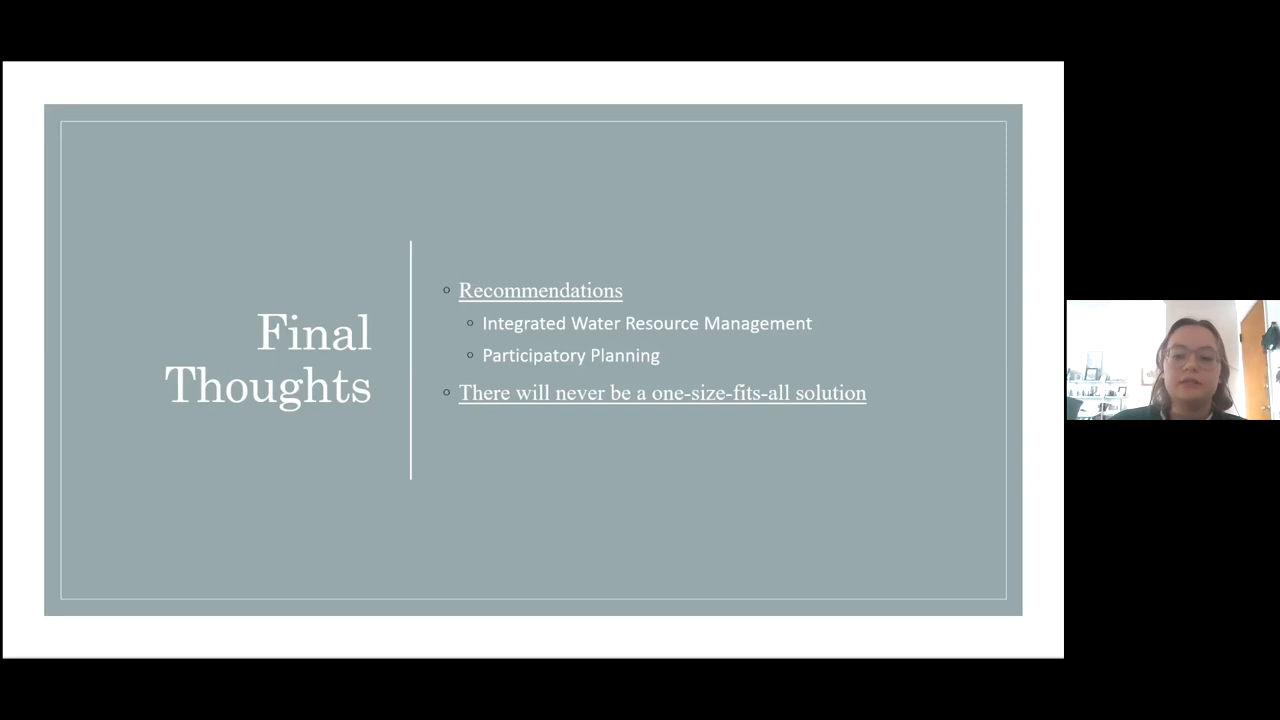 Final
Thoughts
Recommendations
Integrated Water Resource Management
Participatory Planning
There will never be a one-size-fits-all solution